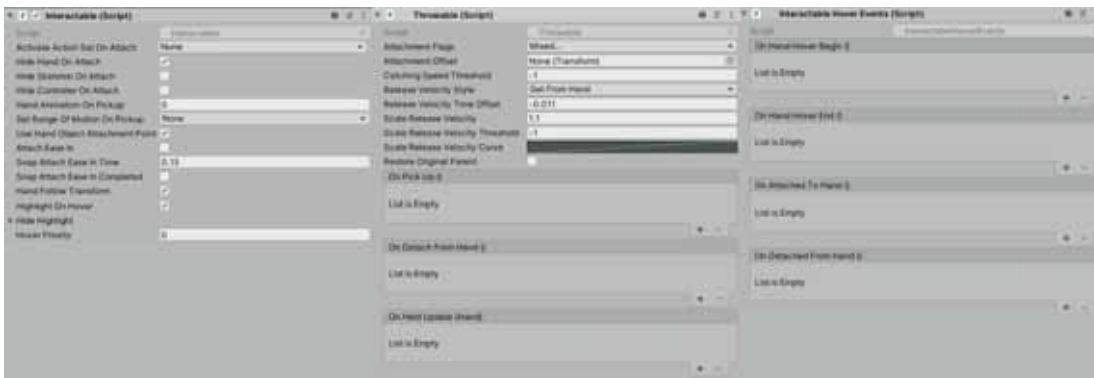 Interactable (Script)
Script Interactable
Activate Action Set On Attach None
Hide Hand On Attach
Hide Skeleton On Attach
Hide Controller On Attach
Hand Animation On Pickup 0
Set Range Of Motion On Pickup None
Use Hand Object Attachment Point
Attach Ease In
Snap Attach Ease In Time 0.15
Snap Attach Ease In Completed
Hand Follow Transform
Highlight On Hover
Hide Highlight
Hover Priority 0
Throwable (Script)
Script Throwable
Attachment Flags Mixed...
Attachment Offset None (Transform)
Catching Speed Threshold -1
Release Velocity Style Get From Hand
Release Velocity Time Offset -0.011
Scale Release Velocity 1.1
Scale Release Velocity Threshold -1
Scale Release Velocity Curve
Restore Original Parent
On Pick Up ()
List is Empty
+ -
On Detach From Hand ()
List is Empty
+ -
On Held Update (Hand)
List is Empty
+ -
Interactable Hover Events (Script)
Script InteractableHoverEvents
On Hand Hover Begin ()
List is Empty
+ -
On Hand Hover End ()
List is Empty
+ -
On Attached To Hand ()
List is Empty
+ -
On Detached From Hand ()
List is Empty
+ -